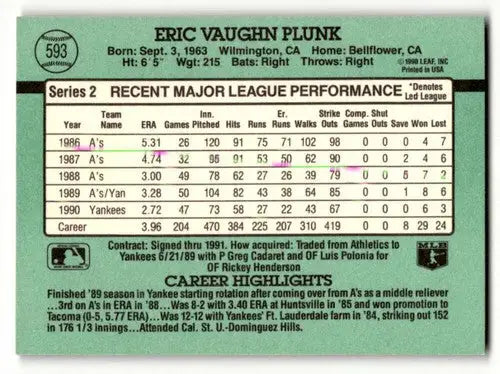 593
ERIC VAUGHN PLUNK
Born: Sept. 3, 1963 Wilmington, CA Home: Bellflower, CA
Ht: 6' 5" Wgt: 215 Bats: Right Throws: Right
©1990 LEAF, INC
Printed in USA
Series 2 RECENT MAJOR LEAGUE PERFORMANCE *Denotes Led League
Year Team Name ERA Games Inn. Pitched Hits Runs Er. Runs Walks Strike Outs Comp. Games Shut Outs Save Won Lost
1986 A's 5.31 26 120 91 75 71 102 98 0 0 0 4 7
1987 A's 4.74 32 95 91 53 50 62 90 0 0 2 4 6
1988 A's 3.00 49 78 62 27 26 39 79 0 0 5 7 2
1989 A's/Yan 3.28 50 104 82 43 38 64 85 0 0 1 8 6
1990 Yankees 2.72 47 73 58 27 22 43 67 0 0 0 6 3
Career 3.96 204 470 384 225 207 310 419 0 0 8 29 24
Contract: Signed thru 1991. How acquired: Traded from Athletics to
Yankees 6/21/89 with P Greg Cadaret and OF Luis Polonia for
OF Rickey Henderson
MLB
CAREER HIGHLIGHTS
Finished '89 season in Yankee starting rotation after coming over from A's as a middle reliever
...3rd on A's in ERA in '88... Was 8-2 with 3.40 ERA at Huntsville in '85 and won promotion to
Tacoma (0-5, 5.77 ERA)...Was 12-12 with Yankees' Ft. Lauderdale farm in '84, striking out 152
in 176 1/3 innings...Attended Cal. St. U.-Dominguez Hills.